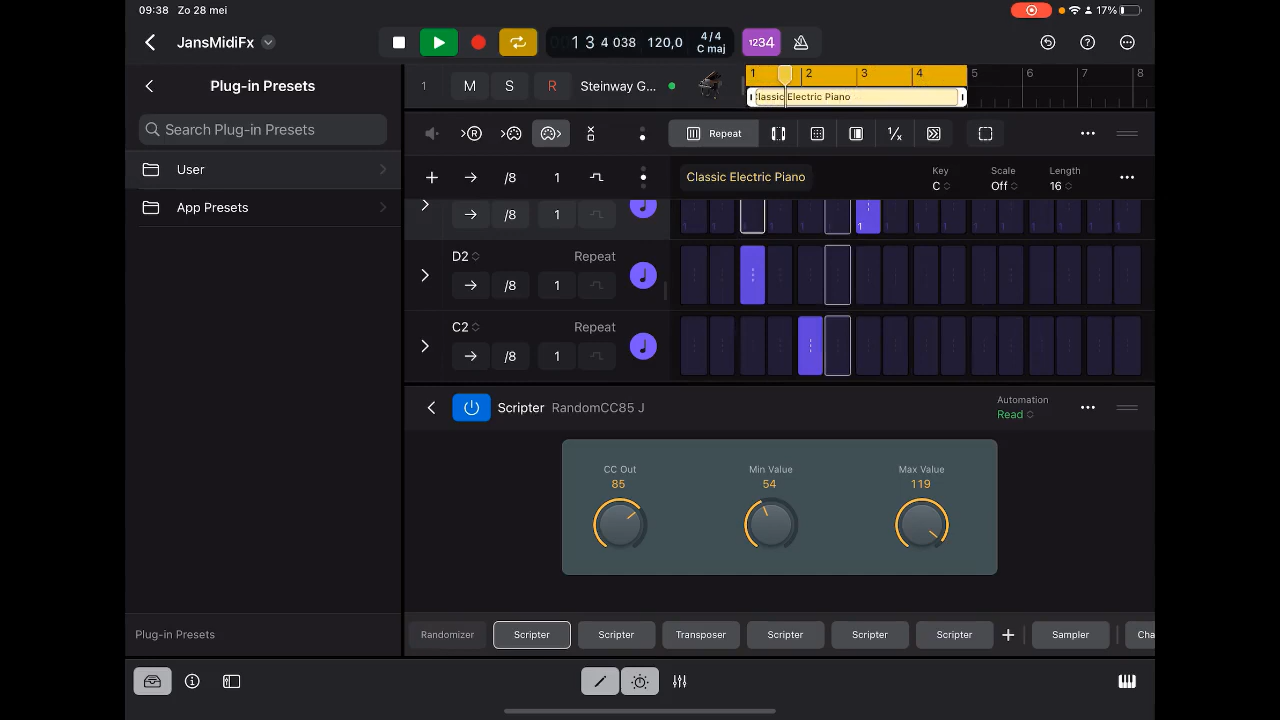 09:38 Zo 28 mei
17%
JansMidiFx
1 3 4 038
120,0
4/4
C maj
1234
Plug-in Presets
1
M
S
R
Steinway G...
1
2
3
4
5
6
7
8
Classic Electric Piano
Search Plug-in Presets
Repeat
1/x
User
/8
1
Classic Electric Piano
Key
C
Scale
Off
Length
16
App Presets
/8
1
D2
Repeat
/8
1
C2
Repeat
/8
1
Scripter
RandomCC85 J
Automation
Read
CC Out
85
Min Value
54
Max Value
119
Plug-in Presets
Randomizer
Scripter
Scripter
Transposer
Scripter
Scripter
Scripter
Sampler
Cha